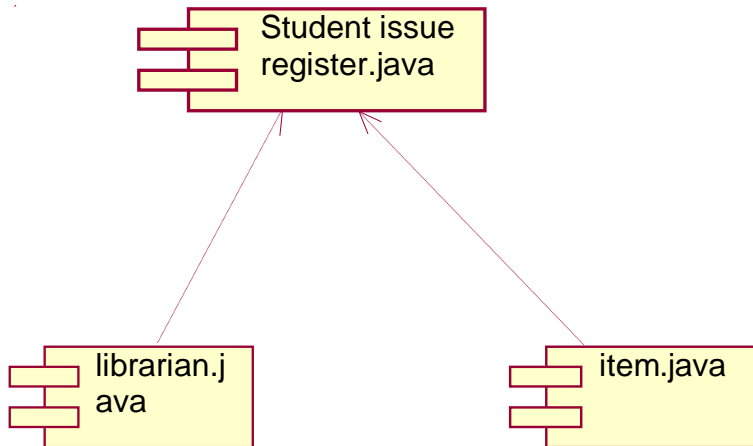 Student issue
register.java
librarian.j
ava
item.java